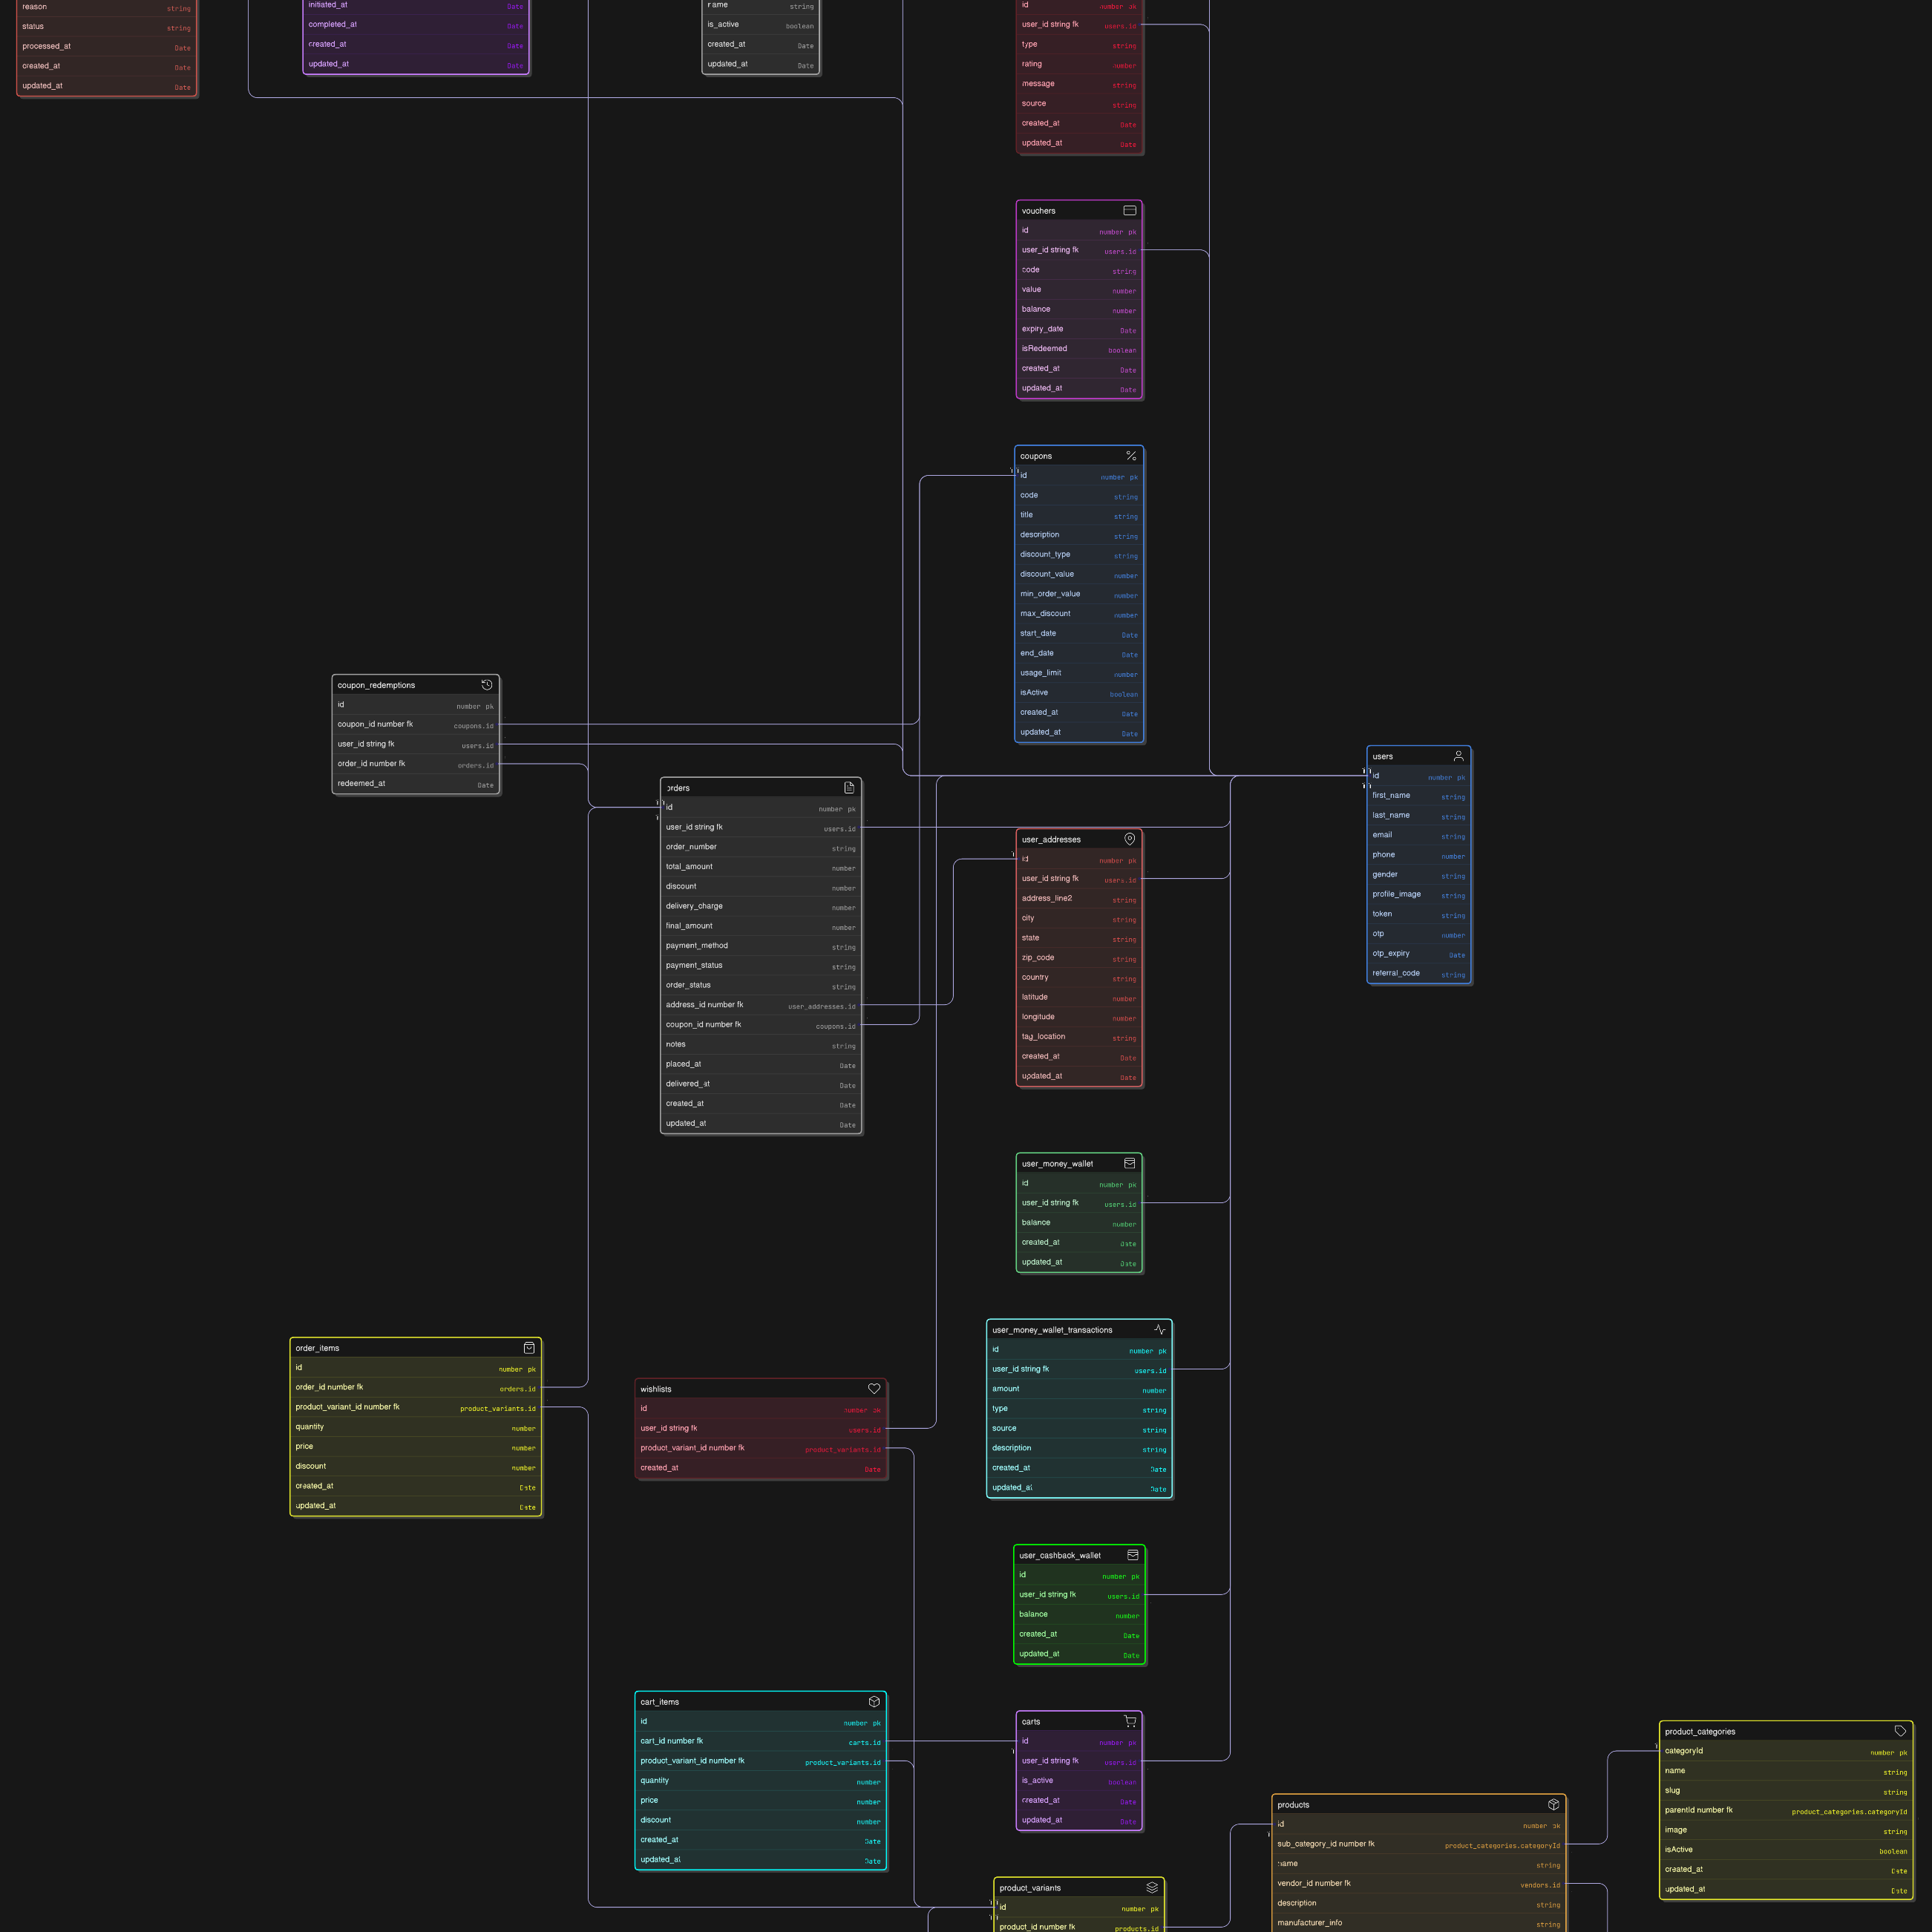 reason string
status string
processed_at Date
created_at Date
updated_at Date
initiated_at Date
completed_at Date
created_at Date
updated_at Date
name string
is_active boolean
created_at Date
updated_at Date
id number pk
user_id string fk users.id
type string
rating number
message string
source string
created_at Date
updated_at Date
vouchers
id number pk
user_id string fk users.id
code string
value number
balance number
expiry_date Date
isRedeemed boolean
created_at Date
updated_at Date
coupons
id number pk
code string
title string
description string
discount_type string
discount_value number
min_order_value number
max_discount number
start_date Date
end_date Date
usage_limit number
isActive boolean
created_at Date
updated_at Date
coupon_redemptions
id number pk
coupon_id number fk coupons.id
user_id string fk users.id
order_id number fk orders.id
redeemed_at Date
orders
id number pk
user_id string fk users.id
order_number string
total_amount number
discount number
delivery_charge number
final_amount number
payment_method string
payment_status string
order_status string
address_id number fk user_addresses.id
coupon_id number fk coupons.id
notes string
placed_at Date
delivered_at Date
created_at Date
updated_at Date
users
id number pk
first_name string
last_name string
email string
phone number
gender string
profile_image string
token string
otp number
otp_expiry Date
referral_code string
user_addresses
id number pk
user_id string fk users.id
address_line2 string
city string
state string
zip_code string
country string
latitude number
longitude number
tag_location string
created_at Date
updated_at Date
user_money_wallet
id number pk
user_id string fk users.id
balance number
created_at Date
updated_at Date
user_money_wallet_transactions
id number pk
user_id string fk users.id
amount number
type string
source string
description string
created_at Date
updated_at Date
order_items
id number pk
order_id number fk orders.id
product_variant_id number fk product_variants.id
quantity number
price number
discount number
created_at Date
updated_at Date
wishlists
id number pk
user_id string fk users.id
product_variant_id number fk product_variants.id
created_at Date
user_cashback_wallet
id number pk
user_id string fk users.id
balance number
created_at Date
updated_at Date
cart_items
id number pk
cart_id number fk carts.id
product_variant_id number fk product_variants.id
quantity number
price number
discount number
created_at Date
updated_at Date
carts
id number pk
user_id string fk users.id
is_active boolean
created_at Date
updated_at Date
product_categories
categoryId number pk
name string
slug string
parentId number fk product_categories.categoryId
image string
isActive boolean
created_at Date
updated_at Date
products
id number pk
sub_category_id number fk product_categories.categoryId
name string
vendor_id number fk vendors.id
description string
manufacturer_info string
product_variants
id number pk
product_id number fk products.id